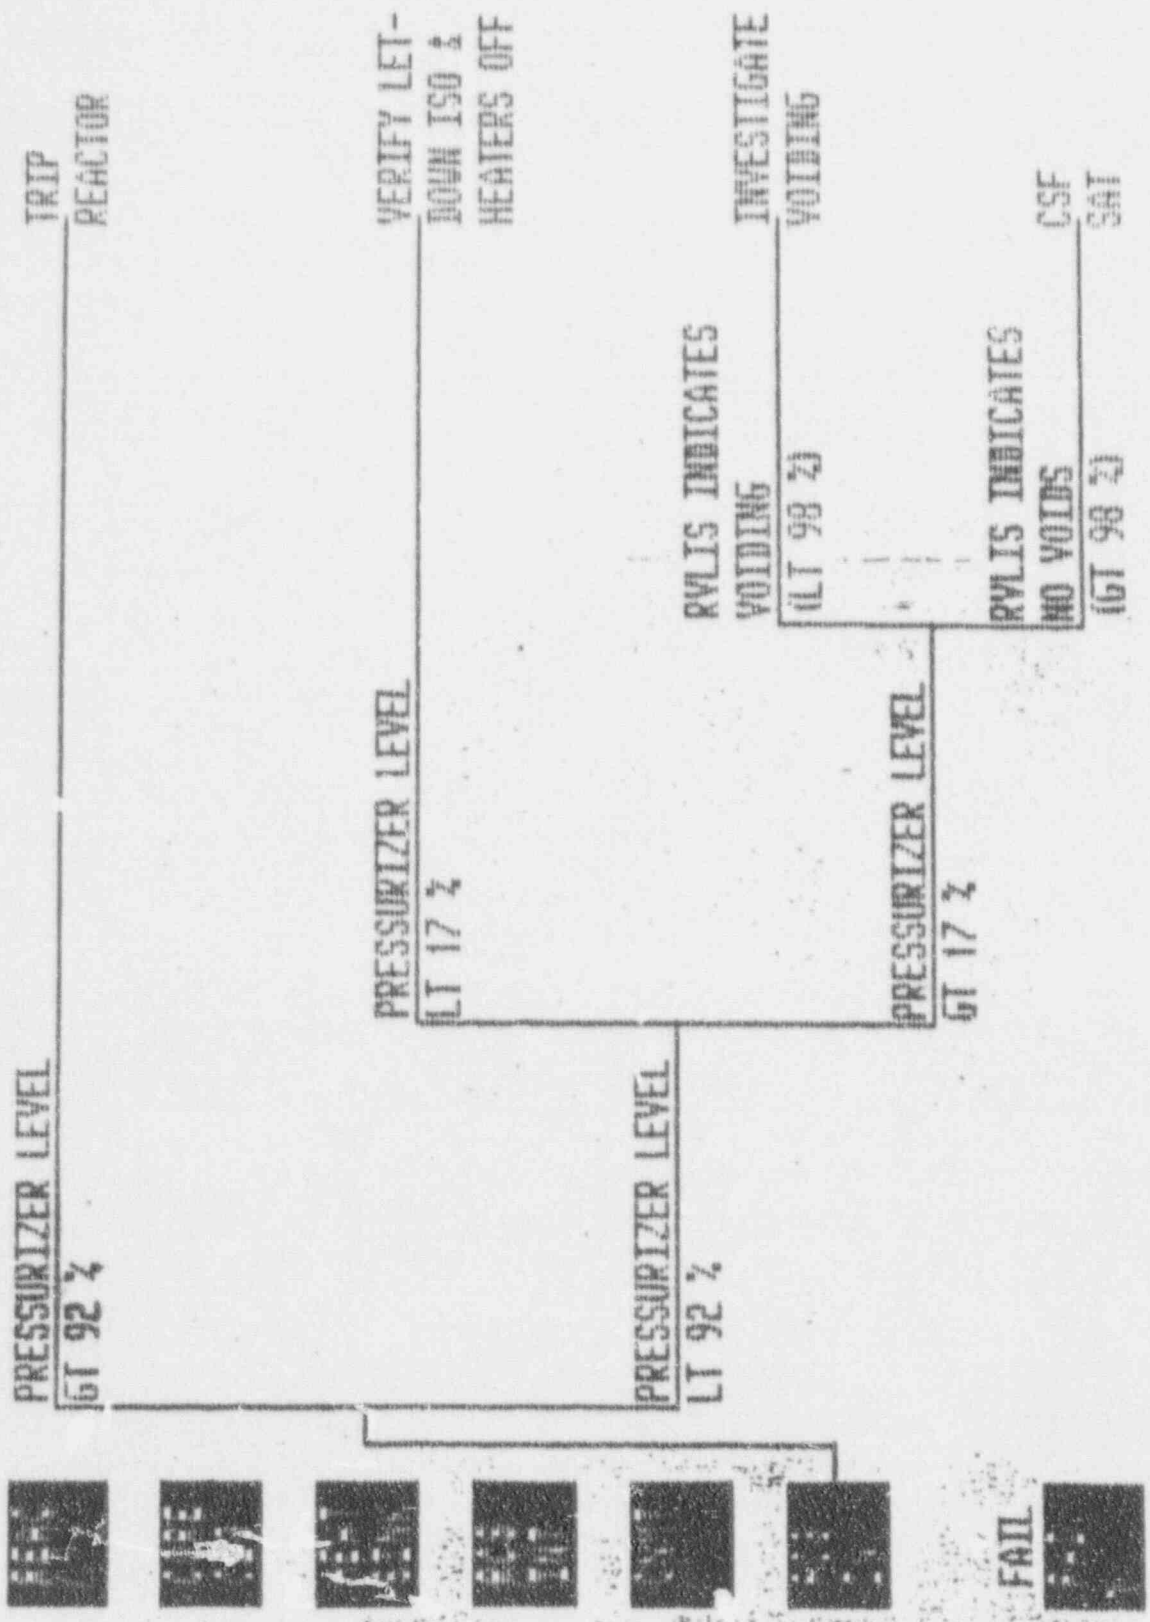 PRESSURIZER LEVEL
GT 92 %
TRIP
REACTOR
PRESSURIZER LEVEL
LT 92 %
PRESSURIZER LEVEL
LT 17 %
VERIFY LET-
DOWN ISO &
HEATERS OFF
PRESSURIZER LEVEL
GT 17 %
RVLIS INDICATES
VOIDING
(LT 98 %)
INVESTIGATE
VOIDING
RVLIS INDICATES
NO VOIDS
(GT 98 %)
CSF
SAT
FAIL